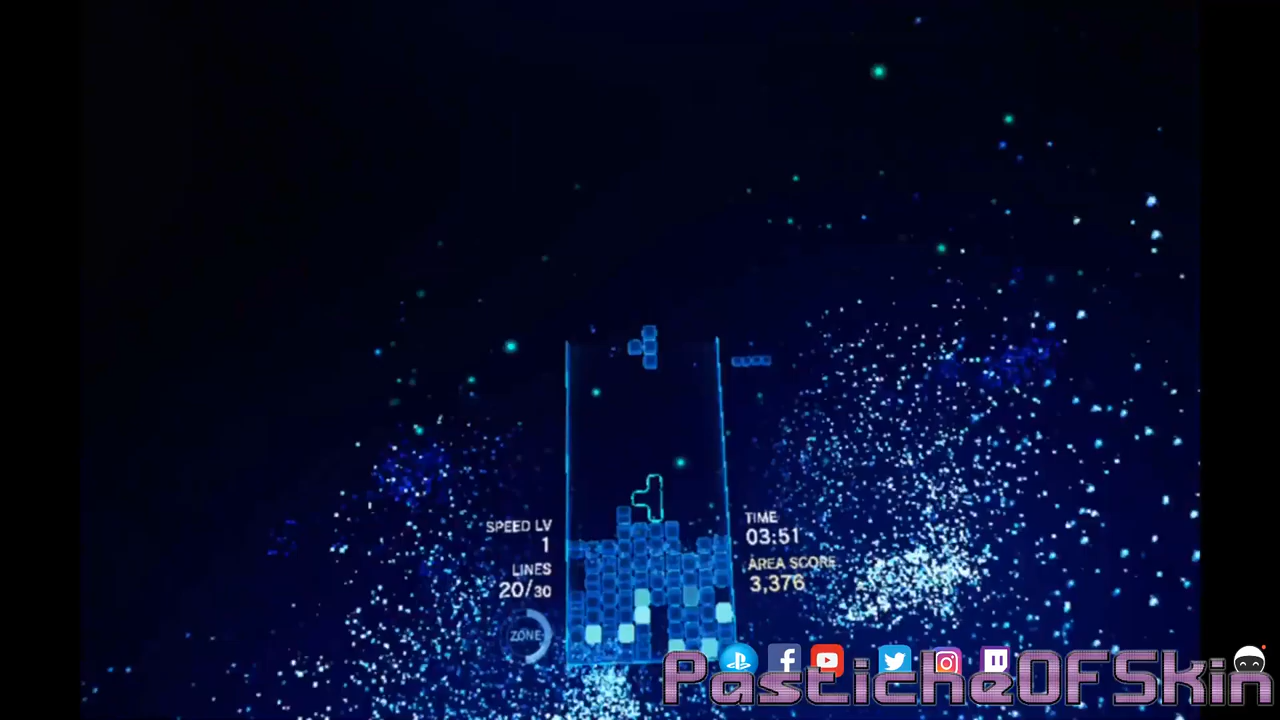 SPEED LV
1
LINES
20/30
ZONE
TIME
03:51
AREA SCORE
3,376
PasticheOFSkin